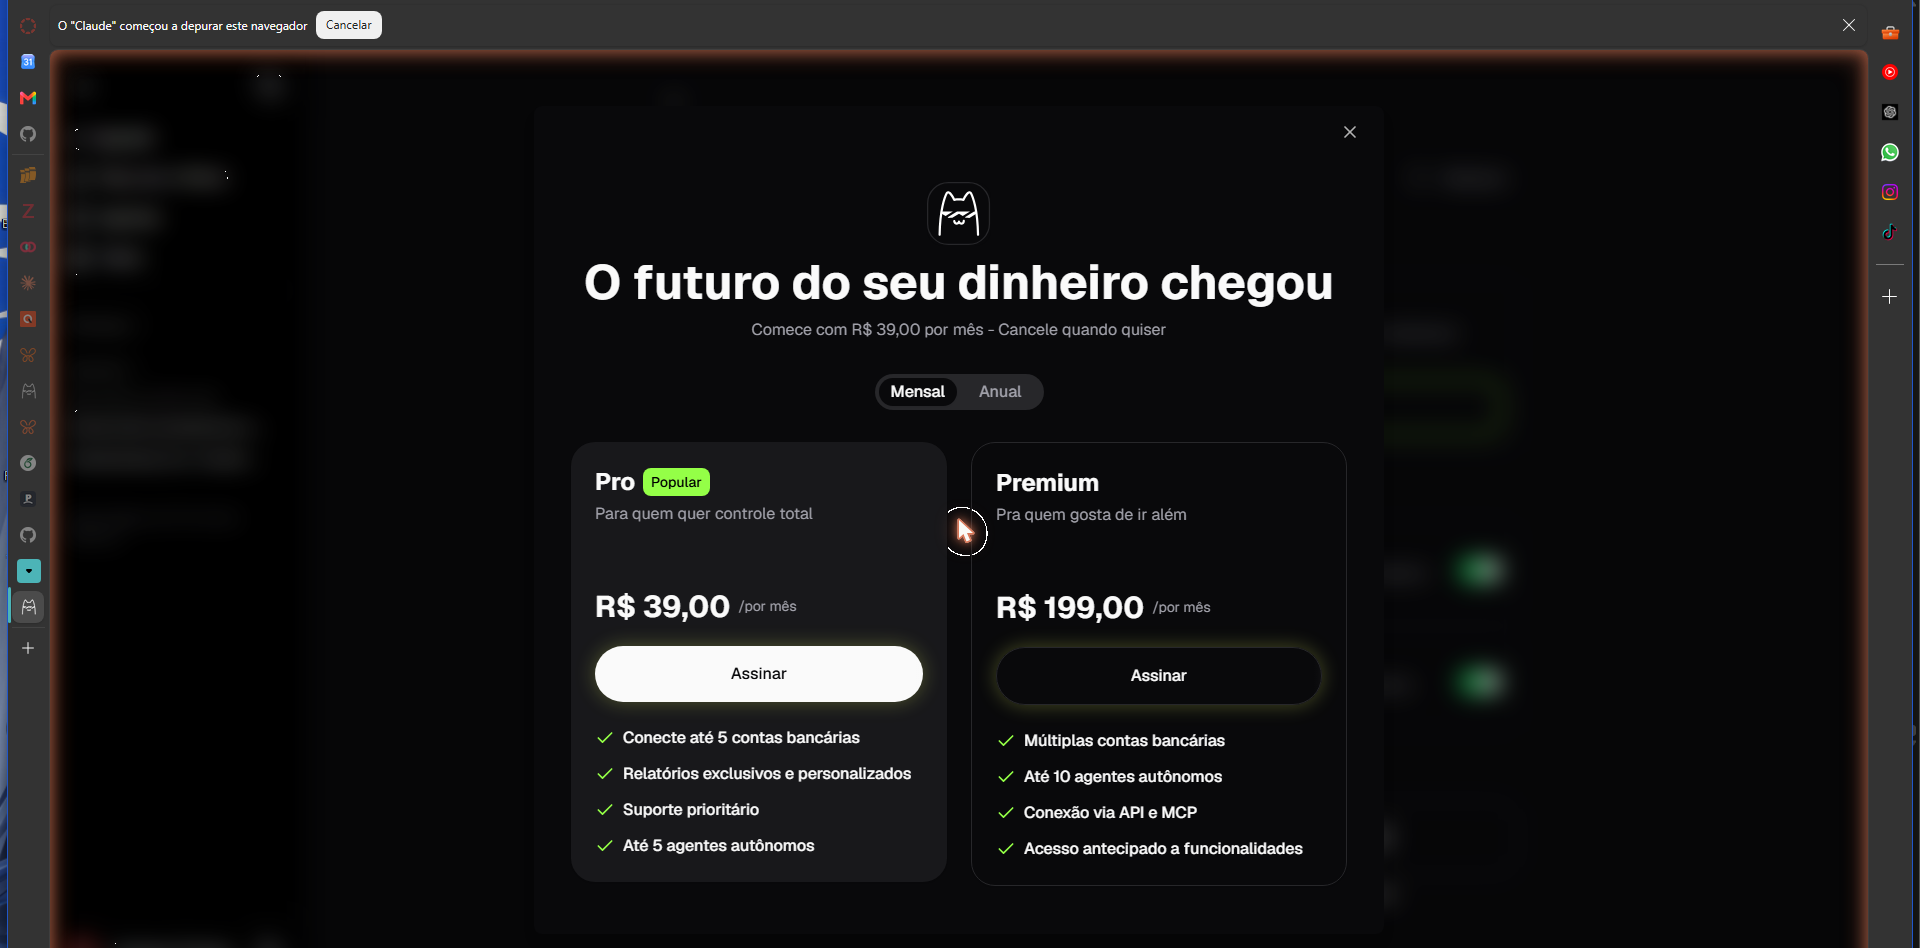 O "Claude" começou a depurar este navegador
Cancelar
31
O futuro do seu dinheiro chegou
Comece com R$ 39,00 por mês - Cancele quando quiser
Mensal
Anual
Pro
Popular
Para quem quer controle total
R$ 39,00 /por mês
Assinar
Conecte até 5 contas bancárias
Relatórios exclusivos e personalizados
Suporte prioritário
Até 5 agentes autônomos
Premium
Pra quem gosta de ir além
R$ 199,00 /por mês
Assinar
Múltiplas contas bancárias
Até 10 agentes autônomos
Conexão via API e MCP
Acesso antecipado a funcionalidades